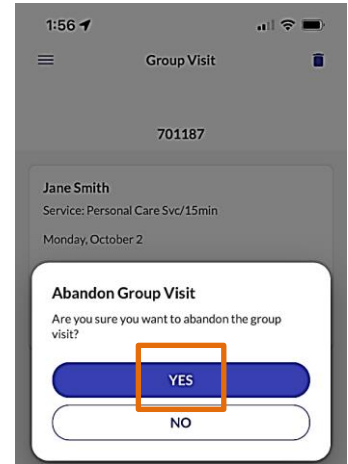 1:56
Group Visit
701187
Jane Smith
Service: Personal Care Svc/15min
Monday, October 2
Abandon Group Visit
Are you sure you want to abandon the group
visit?
YES
NO